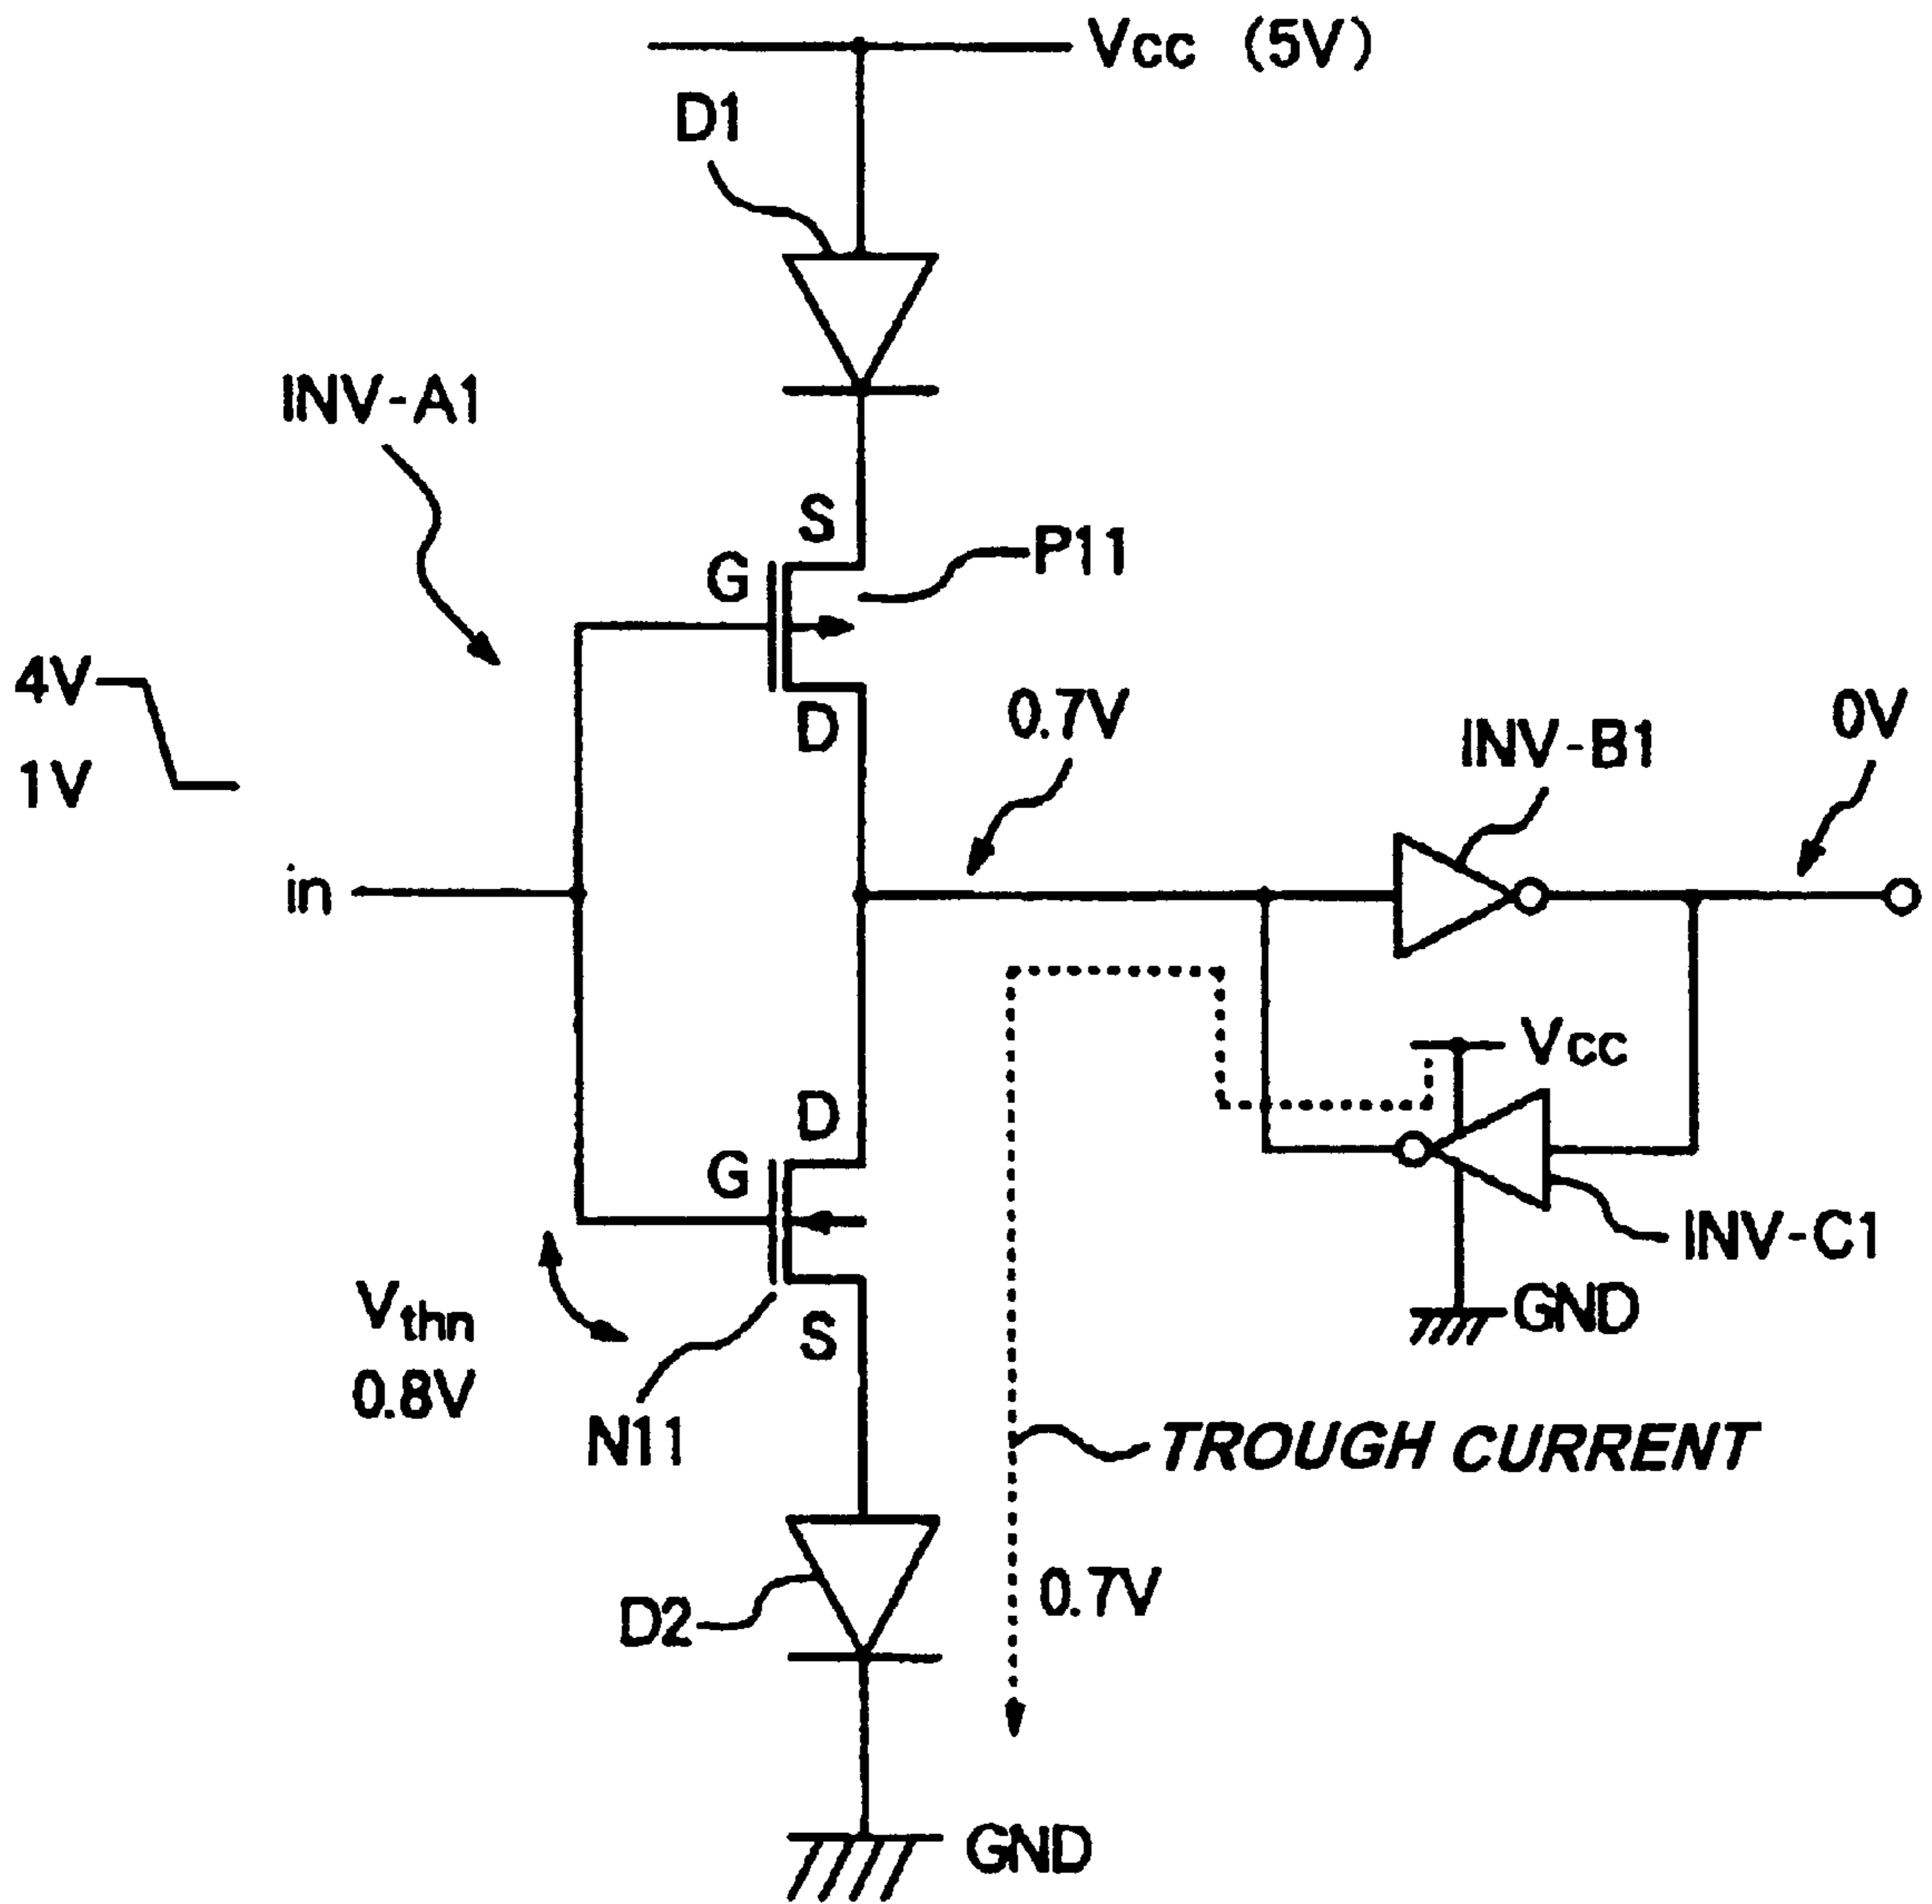 Vcc (5V)
D1
INV-A1
S
P11
G
4V
D
0.7V
INV-B1
0V
1V
in
Vcc
D
G
INV-C1
Vthn
GND
S
0.8V
N11
TROUGH CURRENT
0.7V
D2
GND